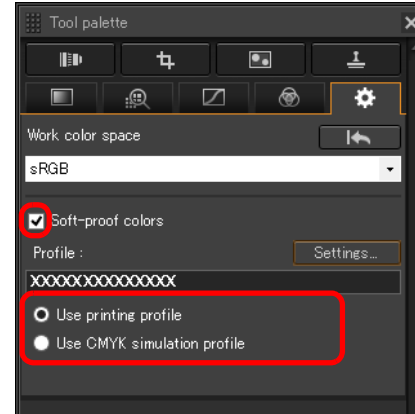 Tool palette
Work color space
sRGB
Soft-proof colors
Profile :
Settings...
XXXXXXXXXXXXXX
Use printing profile
Use CMYK simulation profile